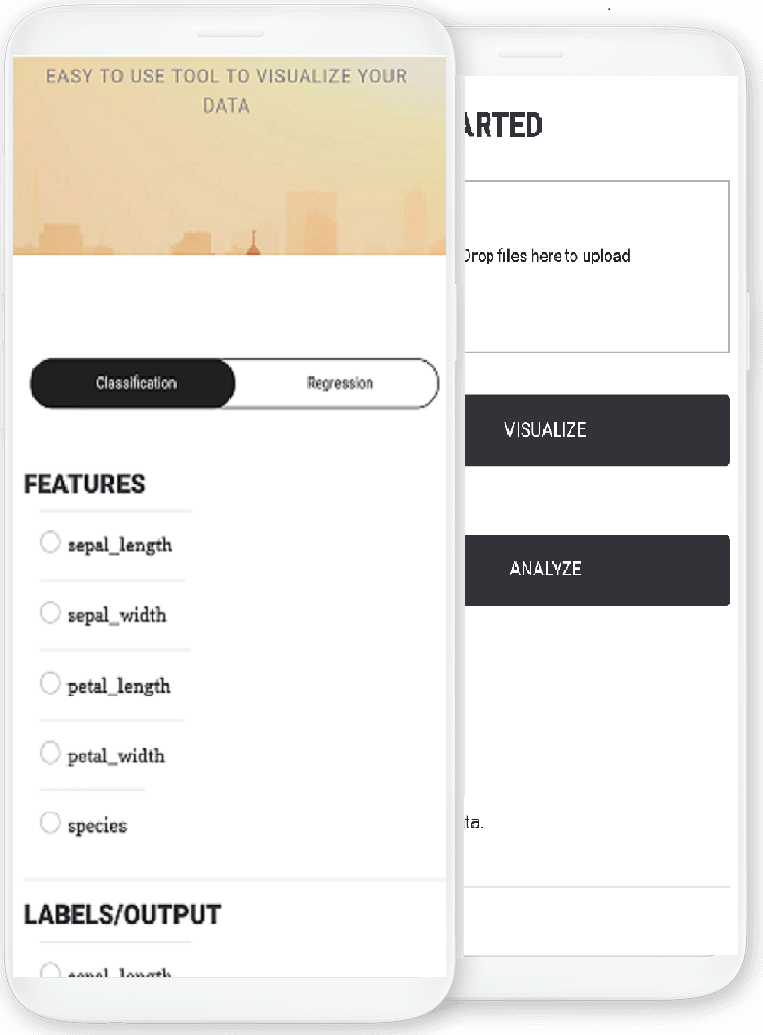 EASY TO USE TOOL TO VISUALIZE YOUR
DATA
Classification
Regression
FEATURES
sepal_length
sepal_width
petal_length
petal_width
species
LABELS/OUTPUT
sepal_length
ARTED
Drop files here to upload
VISUALIZE
ANALYZE
ta.